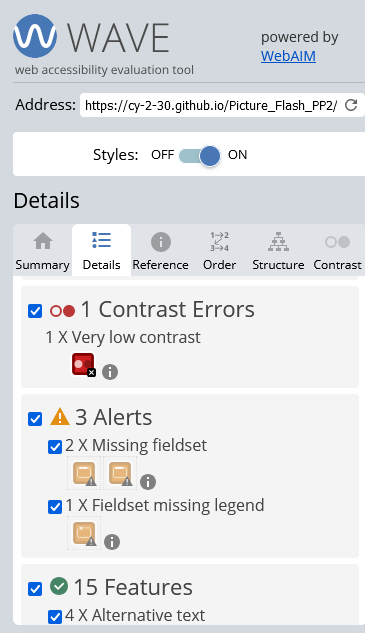 WAVE
powered by
WebAIM
web accessibility evaluation tool
Address: https://cy-2-30.github.io/Picture_Flash_PP2/
Styles: OFF ON
Details
Summary Details Reference Order Structure Contrast
1 Contrast Errors
1 X Very low contrast
3 Alerts
2 X Missing fieldset
1 X Fieldset missing legend
15 Features
4 X Alternative text